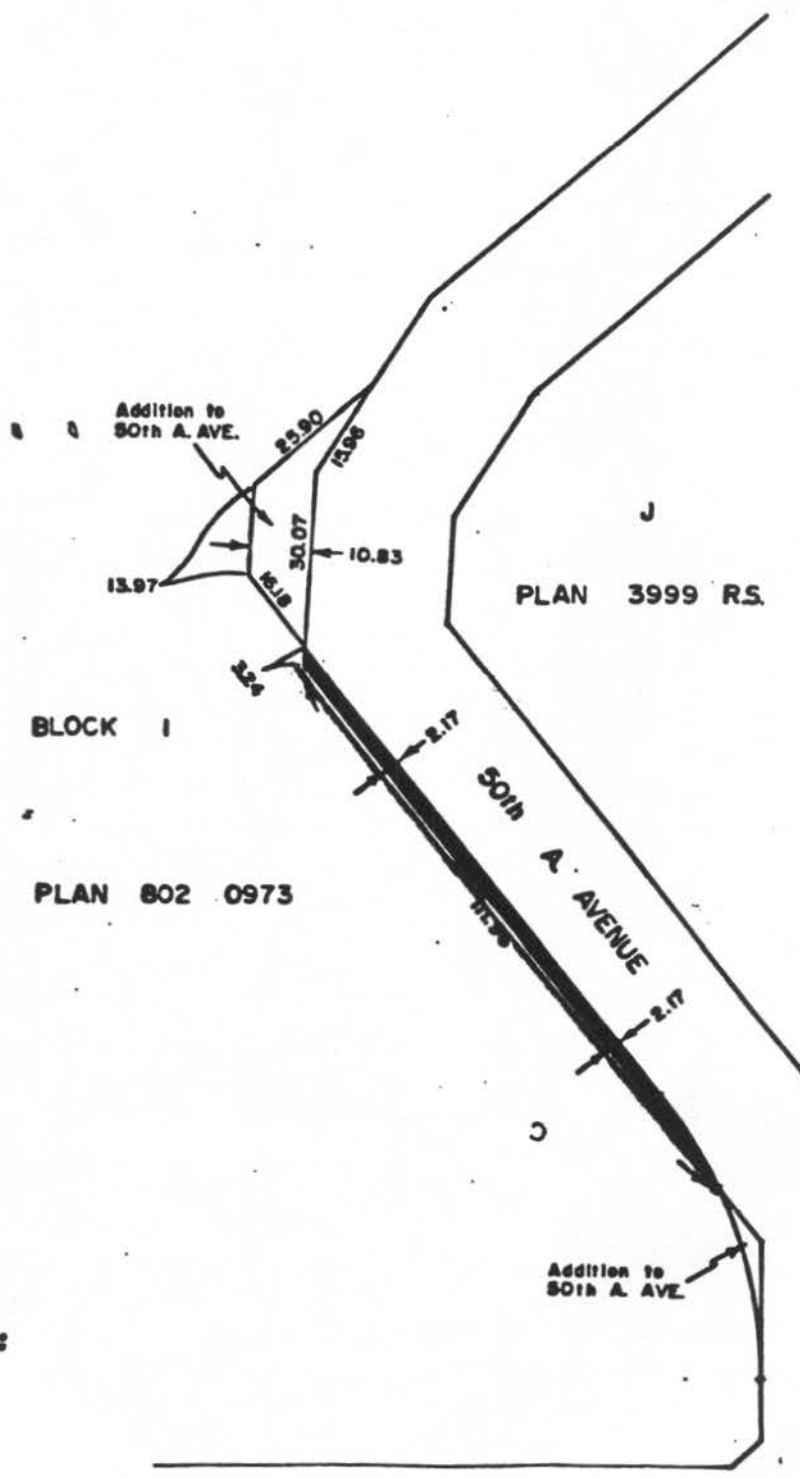 Addition to
50th A. AVE.
25.90
15.96
30.07
10.83
13.97
16.18
J
PLAN 3999 R.S.
3.24
BLOCK 1
2.17
50th A. AVENUE
PLAN 802 0973
2.17
C
Addition to
50th A. AVE.